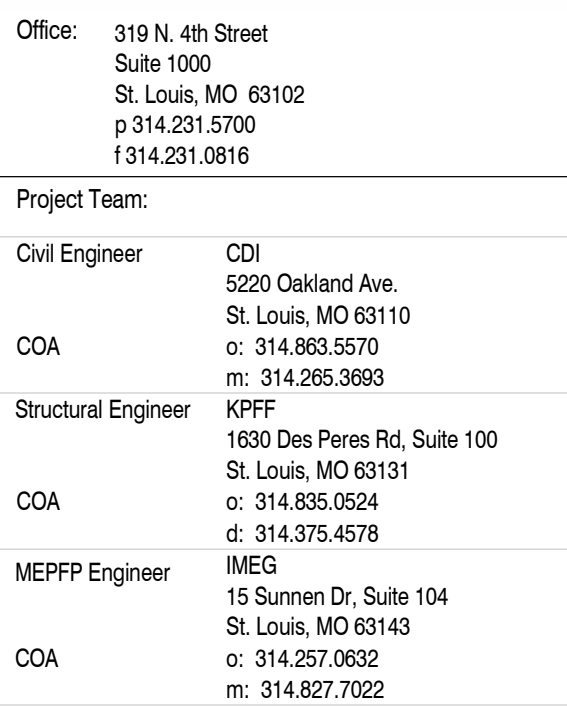 Office: 319 N. 4th Street
Suite 1000
St. Louis, MO 63102
p 314.231.5700
f 314.231.0816
Project Team:
Civil Engineer CDI
5220 Oakland Ave.
St. Louis, MO 63110
COA o: 314.863.5570
m: 314.265.3693
Structural Engineer KPFF
1630 Des Peres Rd, Suite 100
St. Louis, MO 63131
COA o: 314.835.0524
d: 314.375.4578
MEPFP Engineer IMEG
15 Sunnen Dr, Suite 104
St. Louis, MO 63143
COA o: 314.257.0632
m: 314.827.7022